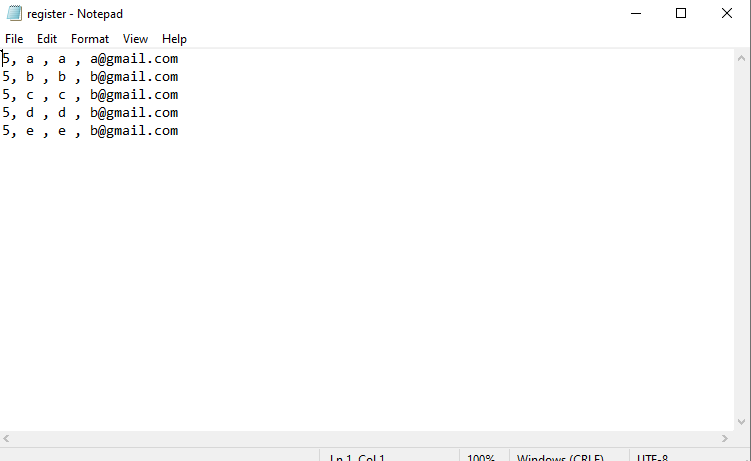 register - Notepad
File Edit Format View Help
5, a , a , a@gmail.com
5, b , b , b@gmail.com
5, c , c , b@gmail.com
5, d , d , b@gmail.com
5, e , e , b@gmail.com
Ln 1, Col 1 100% Windows (CRLF) UTF-8